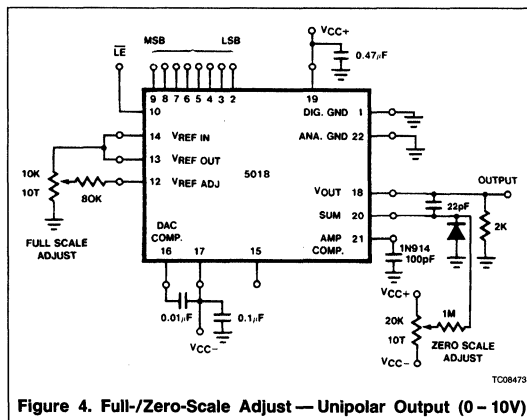 VCC+
LE
MSB LSB
0.47μF
9 8 7 6 5 4 3 2
19
10
DIG. GND 1
14 VREF IN
ANA. GND 22
13 VREF OUT
5018
10K
10T
80K
12 VREF ADJ
VOUT 18
OUTPUT
22pF
SUM 20
2K
FULL SCALE
ADJUST
DAC
COMP.
AMP
COMP. 21
1N914
100pF
16 17 15
VCC+
0.01μF
0.1μF
1M
20K
10T
ZERO SCALE
ADJUST
VCC–
VCC–
TC08473
Figure 4. Full-/Zero-Scale Adjust — Unipolar Output (0 – 10V)